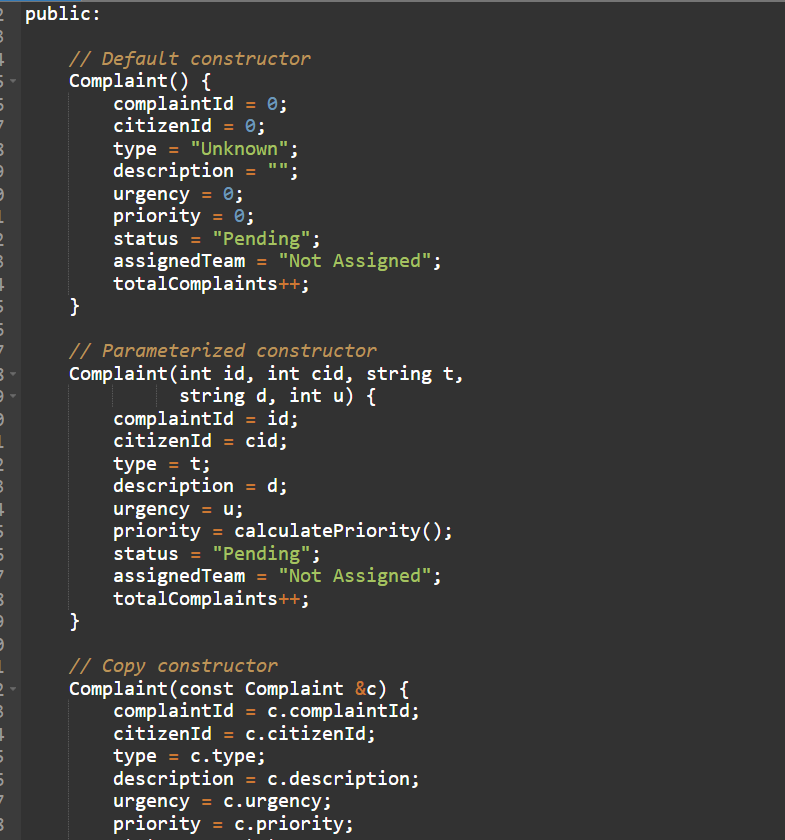 public:
// Default constructor
Complaint() {
complaintId = 0;
citizenId = 0;
type = "Unknown";
description = "";
urgency = 0;
priority = 0;
status = "Pending";
assignedTeam = "Not Assigned";
totalComplaints++;
}
// Parameterized constructor
Complaint(int id, int cid, string t,
string d, int u) {
complaintId = id;
citizenId = cid;
type = t;
description = d;
urgency = u;
priority = calculatePriority();
status = "Pending";
assignedTeam = "Not Assigned";
totalComplaints++;
}
// Copy constructor
Complaint(const Complaint &c) {
complaintId = c.complaintId;
citizenId = c.citizenId;
type = c.type;
description = c.description;
urgency = c.urgency;
priority = c.priority;